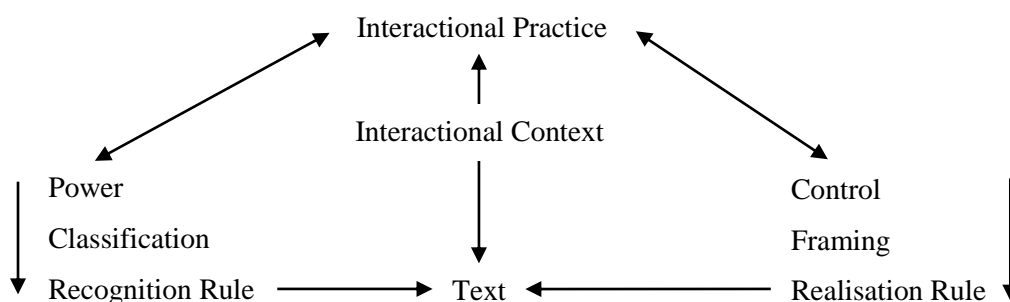 Interactional Practice
Interactional Context
Power
Control
Classification
Framing
Recognition Rule
Text
Realisation Rule